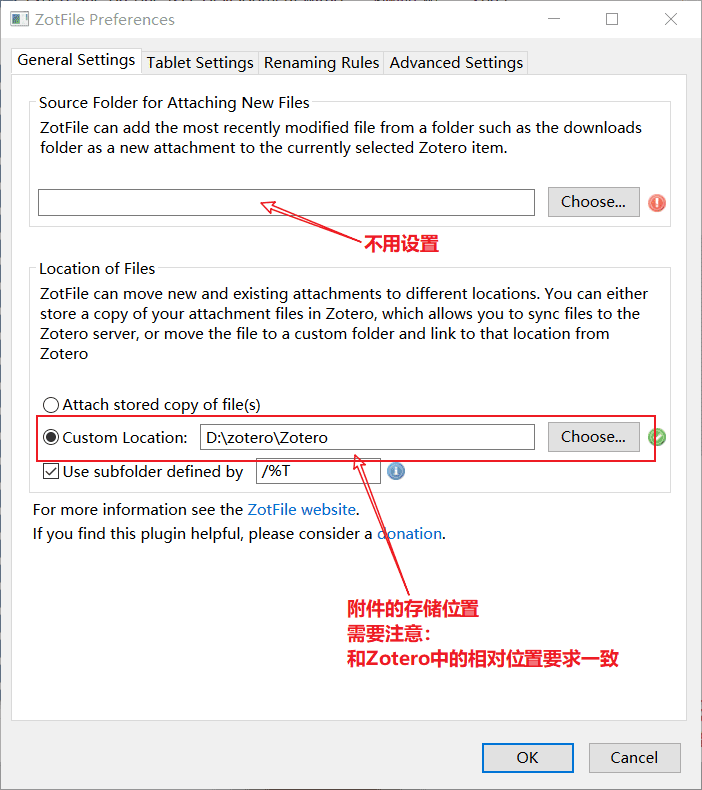 ZotFile Preferences
General Settings
Tablet Settings
Renaming Rules
Advanced Settings
Source Folder for Attaching New Files
ZotFile can add the most recently modified file from a folder such as the downloads
folder as a new attachment to the currently selected Zotero item.
Choose...
不用设置
Location of Files
ZotFile can move new and existing attachments to different locations. You can either
store a copy of your attachment files in Zotero, which allows you to sync files to the
Zotero server, or move the file to a custom folder and link to that location from
Zotero
Attach stored copy of file(s)
Custom Location:
D:\zotero\Zotero
Choose...
Use subfolder defined by
/%T
For more information see the ZotFile website.
If you find this plugin helpful, please consider a donation.
附件的存储位置
需要注意：
和Zotero中的相对位置要求一致
OK
Cancel